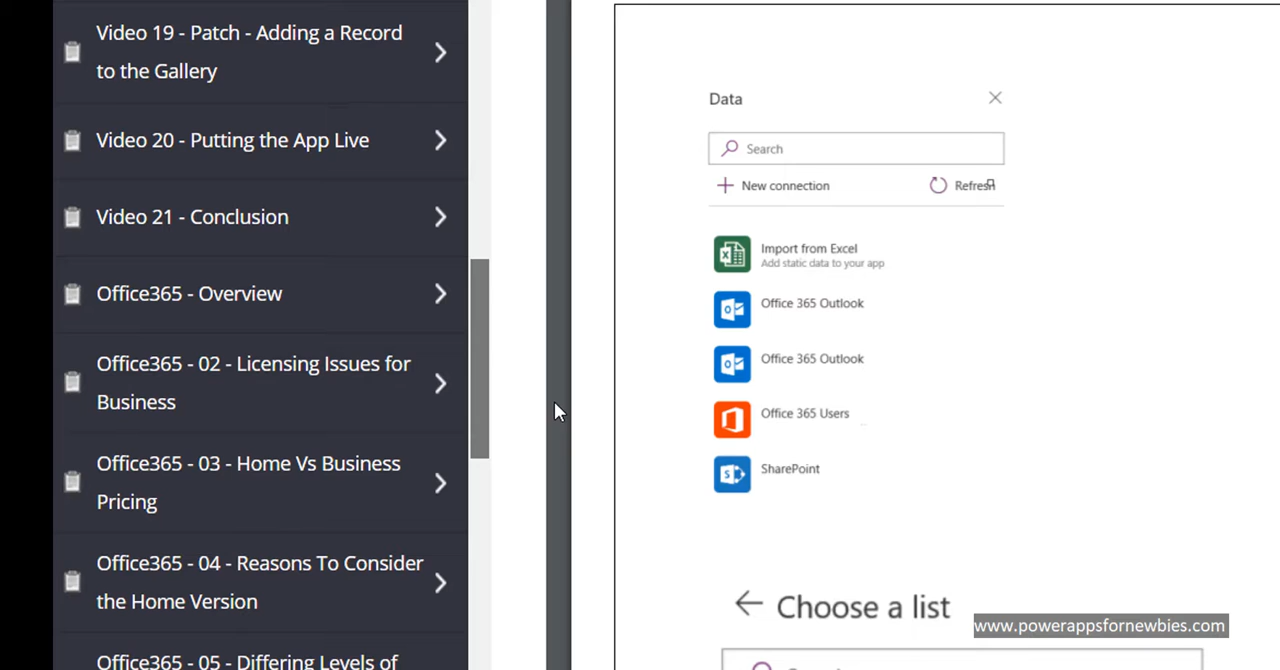 Video 19 - Patch - Adding a Record
to the Gallery
Video 20 - Putting the App Live
Video 21 - Conclusion
Office365 - Overview
Office365 - 02 - Licensing Issues for
Business
Office365 - 03 - Home Vs Business
Pricing
Office365 - 04 - Reasons To Consider
the Home Version
Office365 - 05 - Differing Levels of
Data
Search
New connection
Refresh
Import from Excel
Add static data to your app
Office 365 Outlook
Office 365 Outlook
Office 365 Users
SharePoint
Choose a list
www.powerappsfornewbies.com